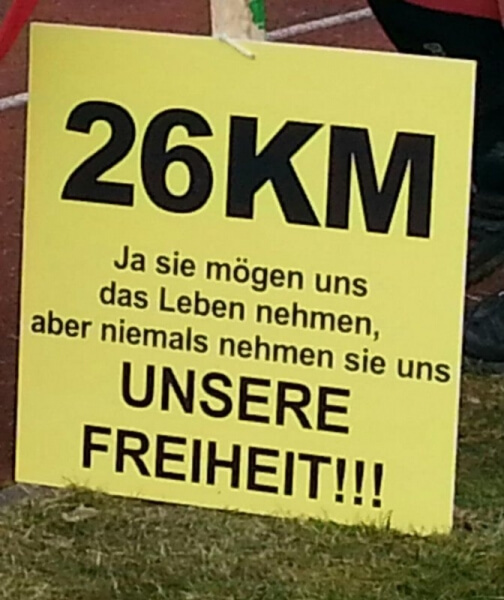 26KM
Ja sie mögen uns
das Leben nehmen,
aber niemals nehmen sie uns
UNSERE
FREIHEIT!!!